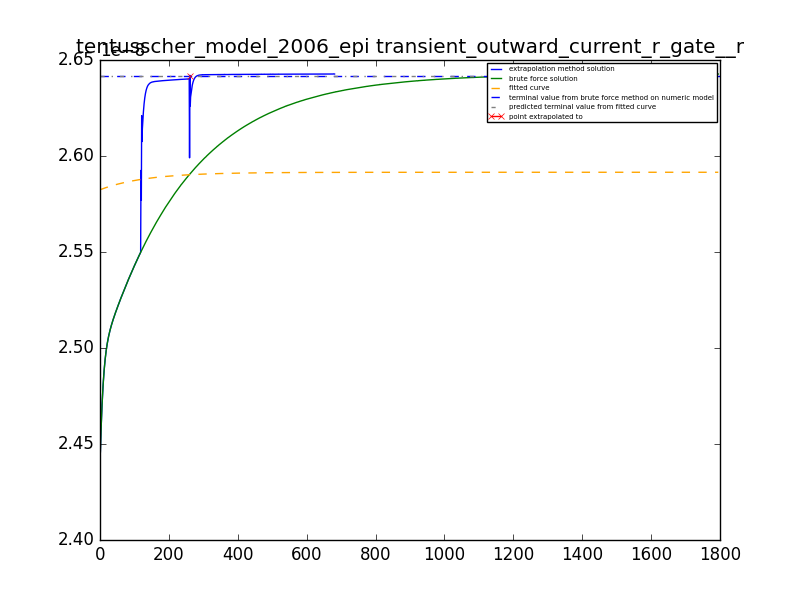 tentusscher_model_2006_epi transient_outward_current_r_gate__r
1e−8
2.65
2.60
2.55
2.50
2.45
2.40
0 200 400 600 800 1000 1200 1400 1600 1800
extrapolation method solution
brute force solution
fitted curve
terminal value from brute force method on numeric model
predicted terminal value from fitted curve
point extrapolated to